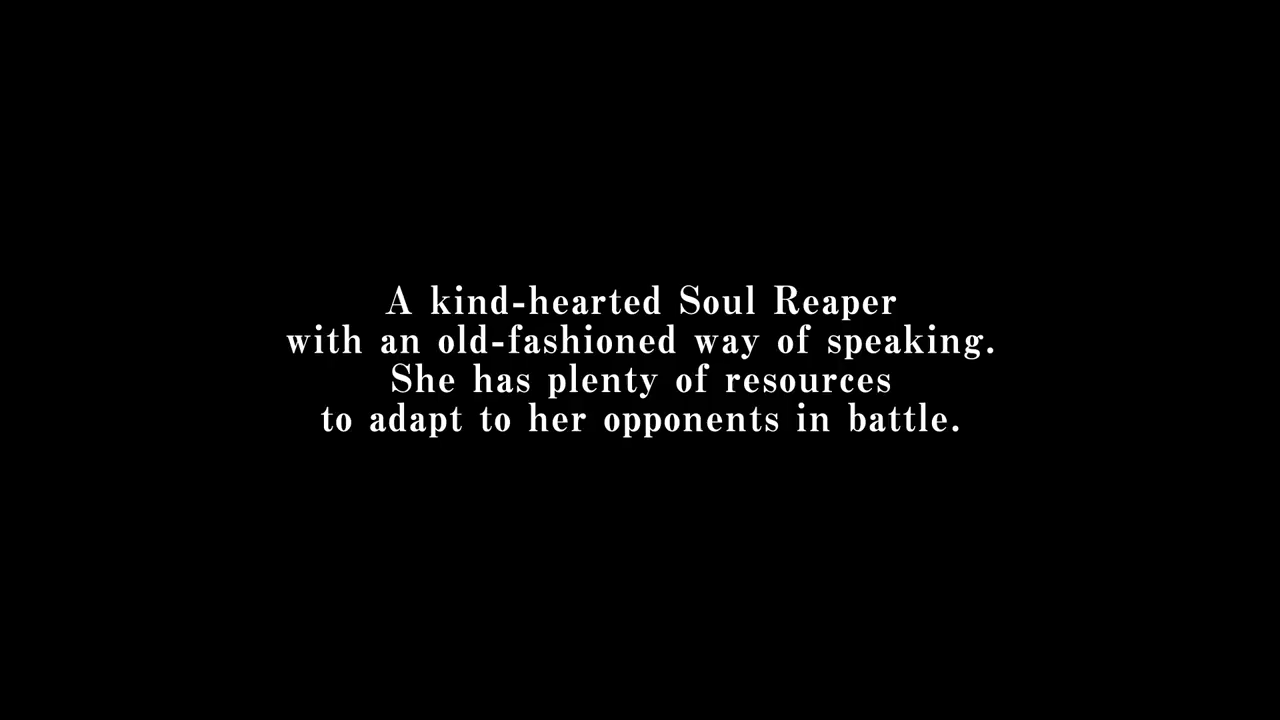 A kind-hearted Soul Reaper
with an old-fashioned way of speaking.
She has plenty of resources
to adapt to her opponents in battle.